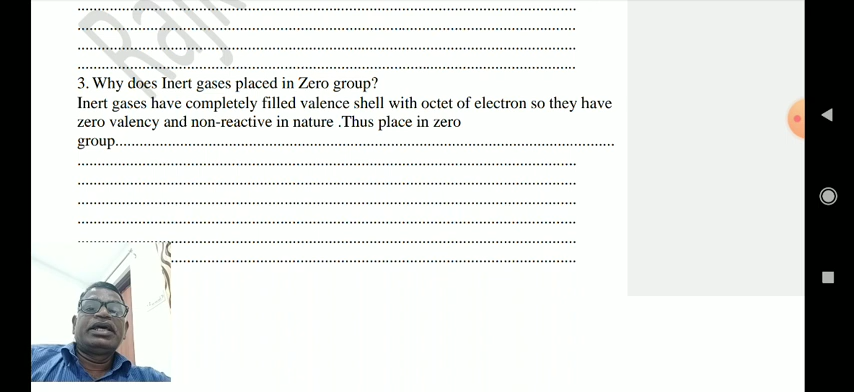 3. Why does Inert gases placed in Zero group?
Inert gases have completely filled valence shell with octet of electron so they have
zero valency and non-reactive in nature .Thus place in zero
group.......................................................................................................................................